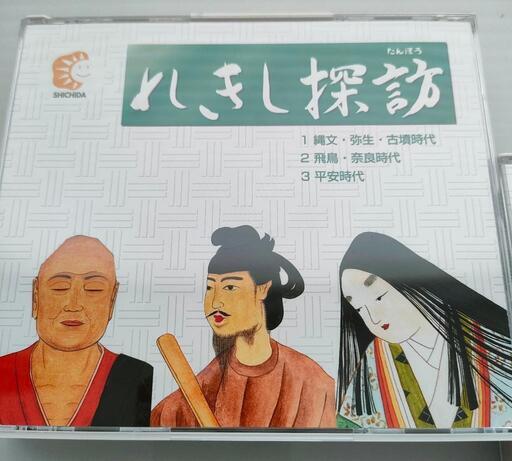 SHICHIDA
たんぼう
れきし探訪
1 縄文・弥生・古墳時代
2 飛鳥・奈良時代
3 平安時代